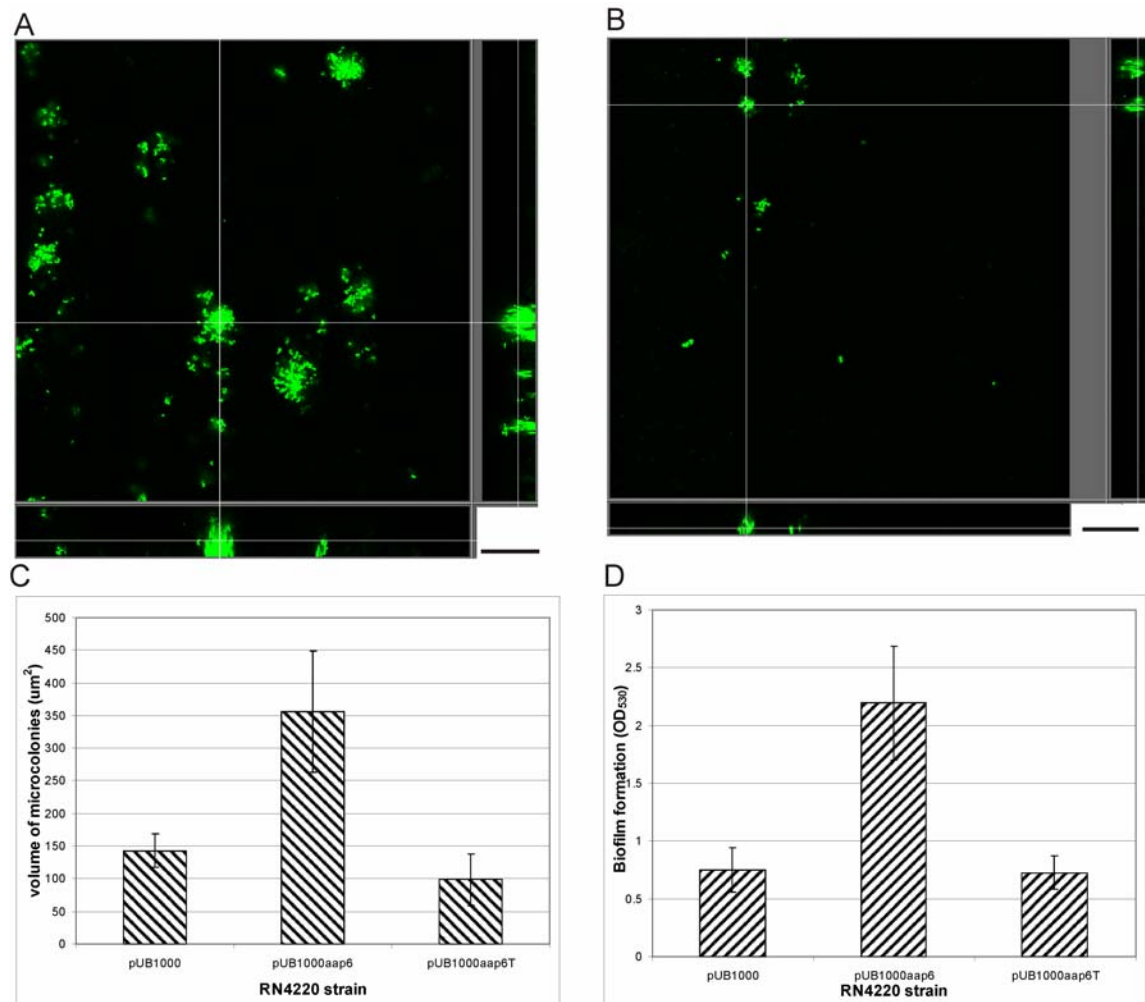 A
B
C
volume of microcolonies (um²)
500
450
400
350
300
250
200
150
100
50
0
pUB1000
pUB1000aap6
pUB1000aap6T
RN4220 strain
D
Biofilm formation (OD₅₃₀)
3
2.5
2
1.5
1
0.5
0
pUB1000
pUB1000aap6
pUB1000aap6T
RN4220 strain